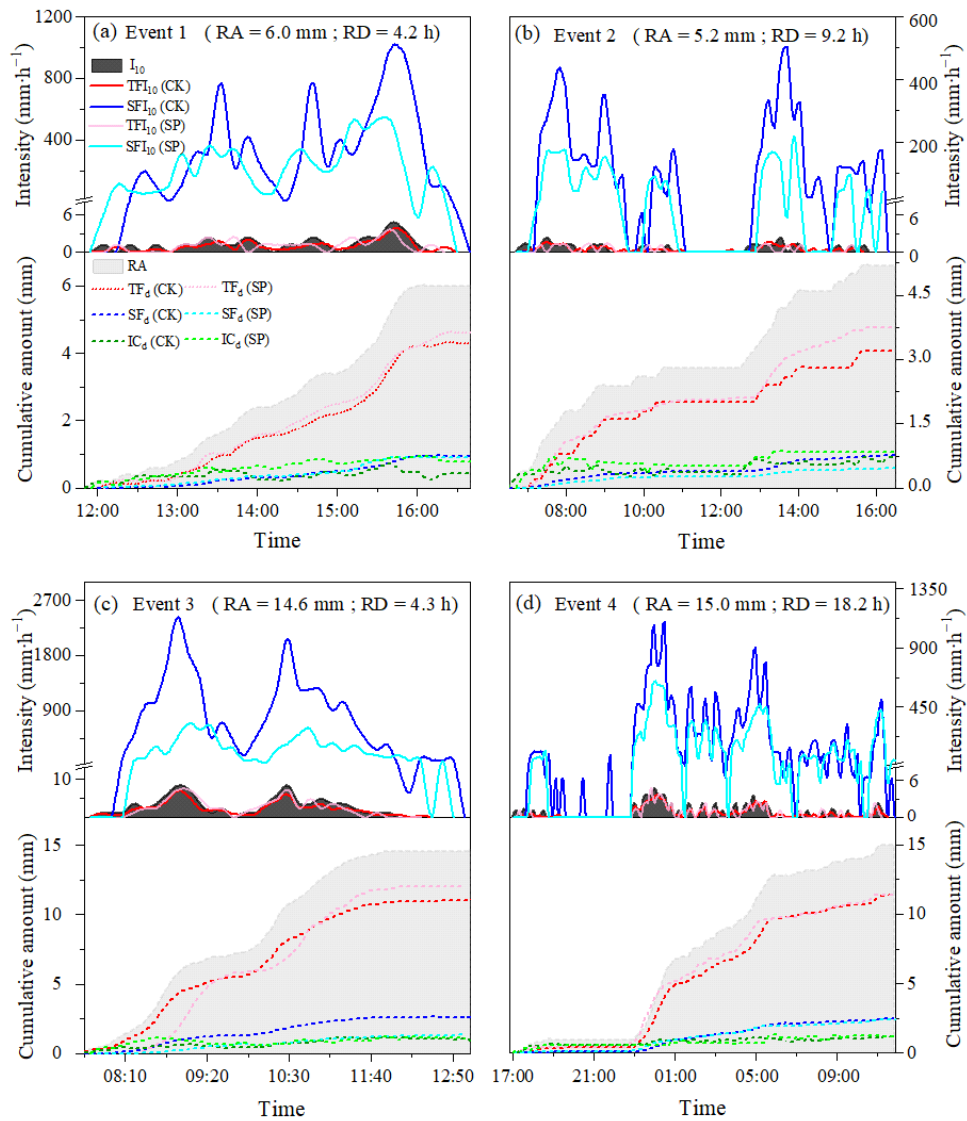 (a) Event 1 ( RA = 6.0 mm ; RD = 4.2 h)
I10
TFI10 (CK)
SFI10 (CK)
TFI10 (SP)
SFI10 (SP)
1200
800
400
6
0
Intensity (mm·h-1)
(b) Event 2 ( RA = 5.2 mm ; RD = 9.2 h)
600
400
200
6
0
Intensity (mm·h-1)
RA
TFd (CK) TFd (SP)
SFd (CK) SFd (SP)
ICd (CK) ICd (SP)
6
4
2
0
Cumulative amount (mm)
12:00 13:00 14:00 15:00 16:00
Time
4.5
3.0
1.5
0.0
Cumulative amount (mm)
08:00 10:00 12:00 14:00 16:00
Time
(c) Event 3 ( RA = 14.6 mm ; RD = 4.3 h)
2700
1800
900
10
0
Intensity (mm·h-1)
(d) Event 4 ( RA = 15.0 mm ; RD = 18.2 h)
1350
900
450
6
0
Intensity (mm·h-1)
15
10
5
0
Cumulative amount (mm)
08:10 09:20 10:30 11:40 12:50
Time
15
10
5
0
Cumulative amount (mm)
17:00 21:00 01:00 05:00 09:00
Time